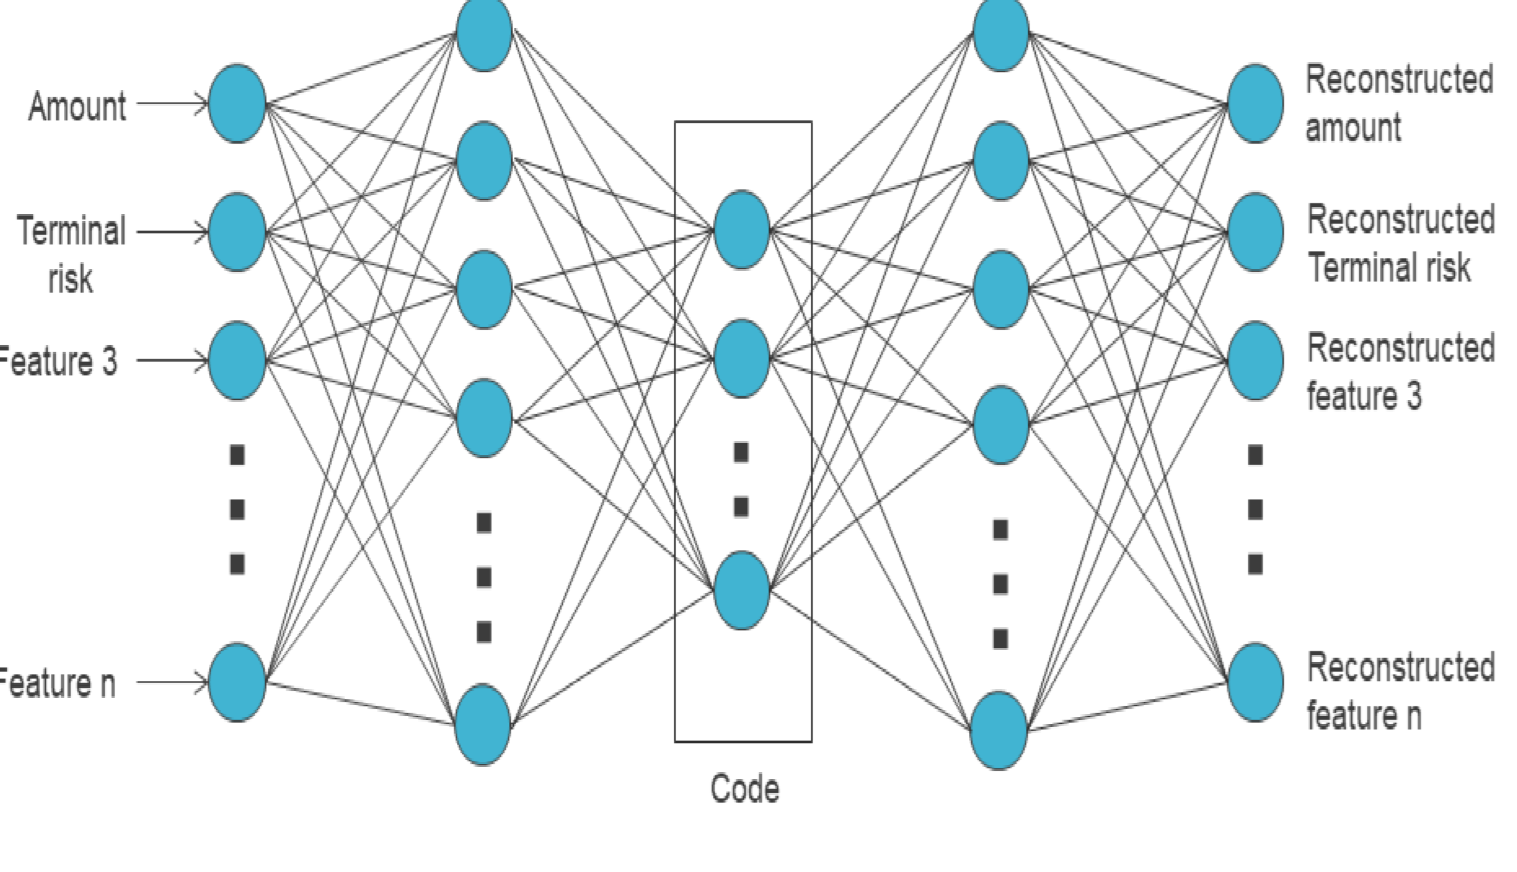 Amount
Terminal
risk
Feature 3
Feature n
Code
Reconstructed
amount
Reconstructed
Terminal risk
Reconstructed
feature 3
Reconstructed
feature n